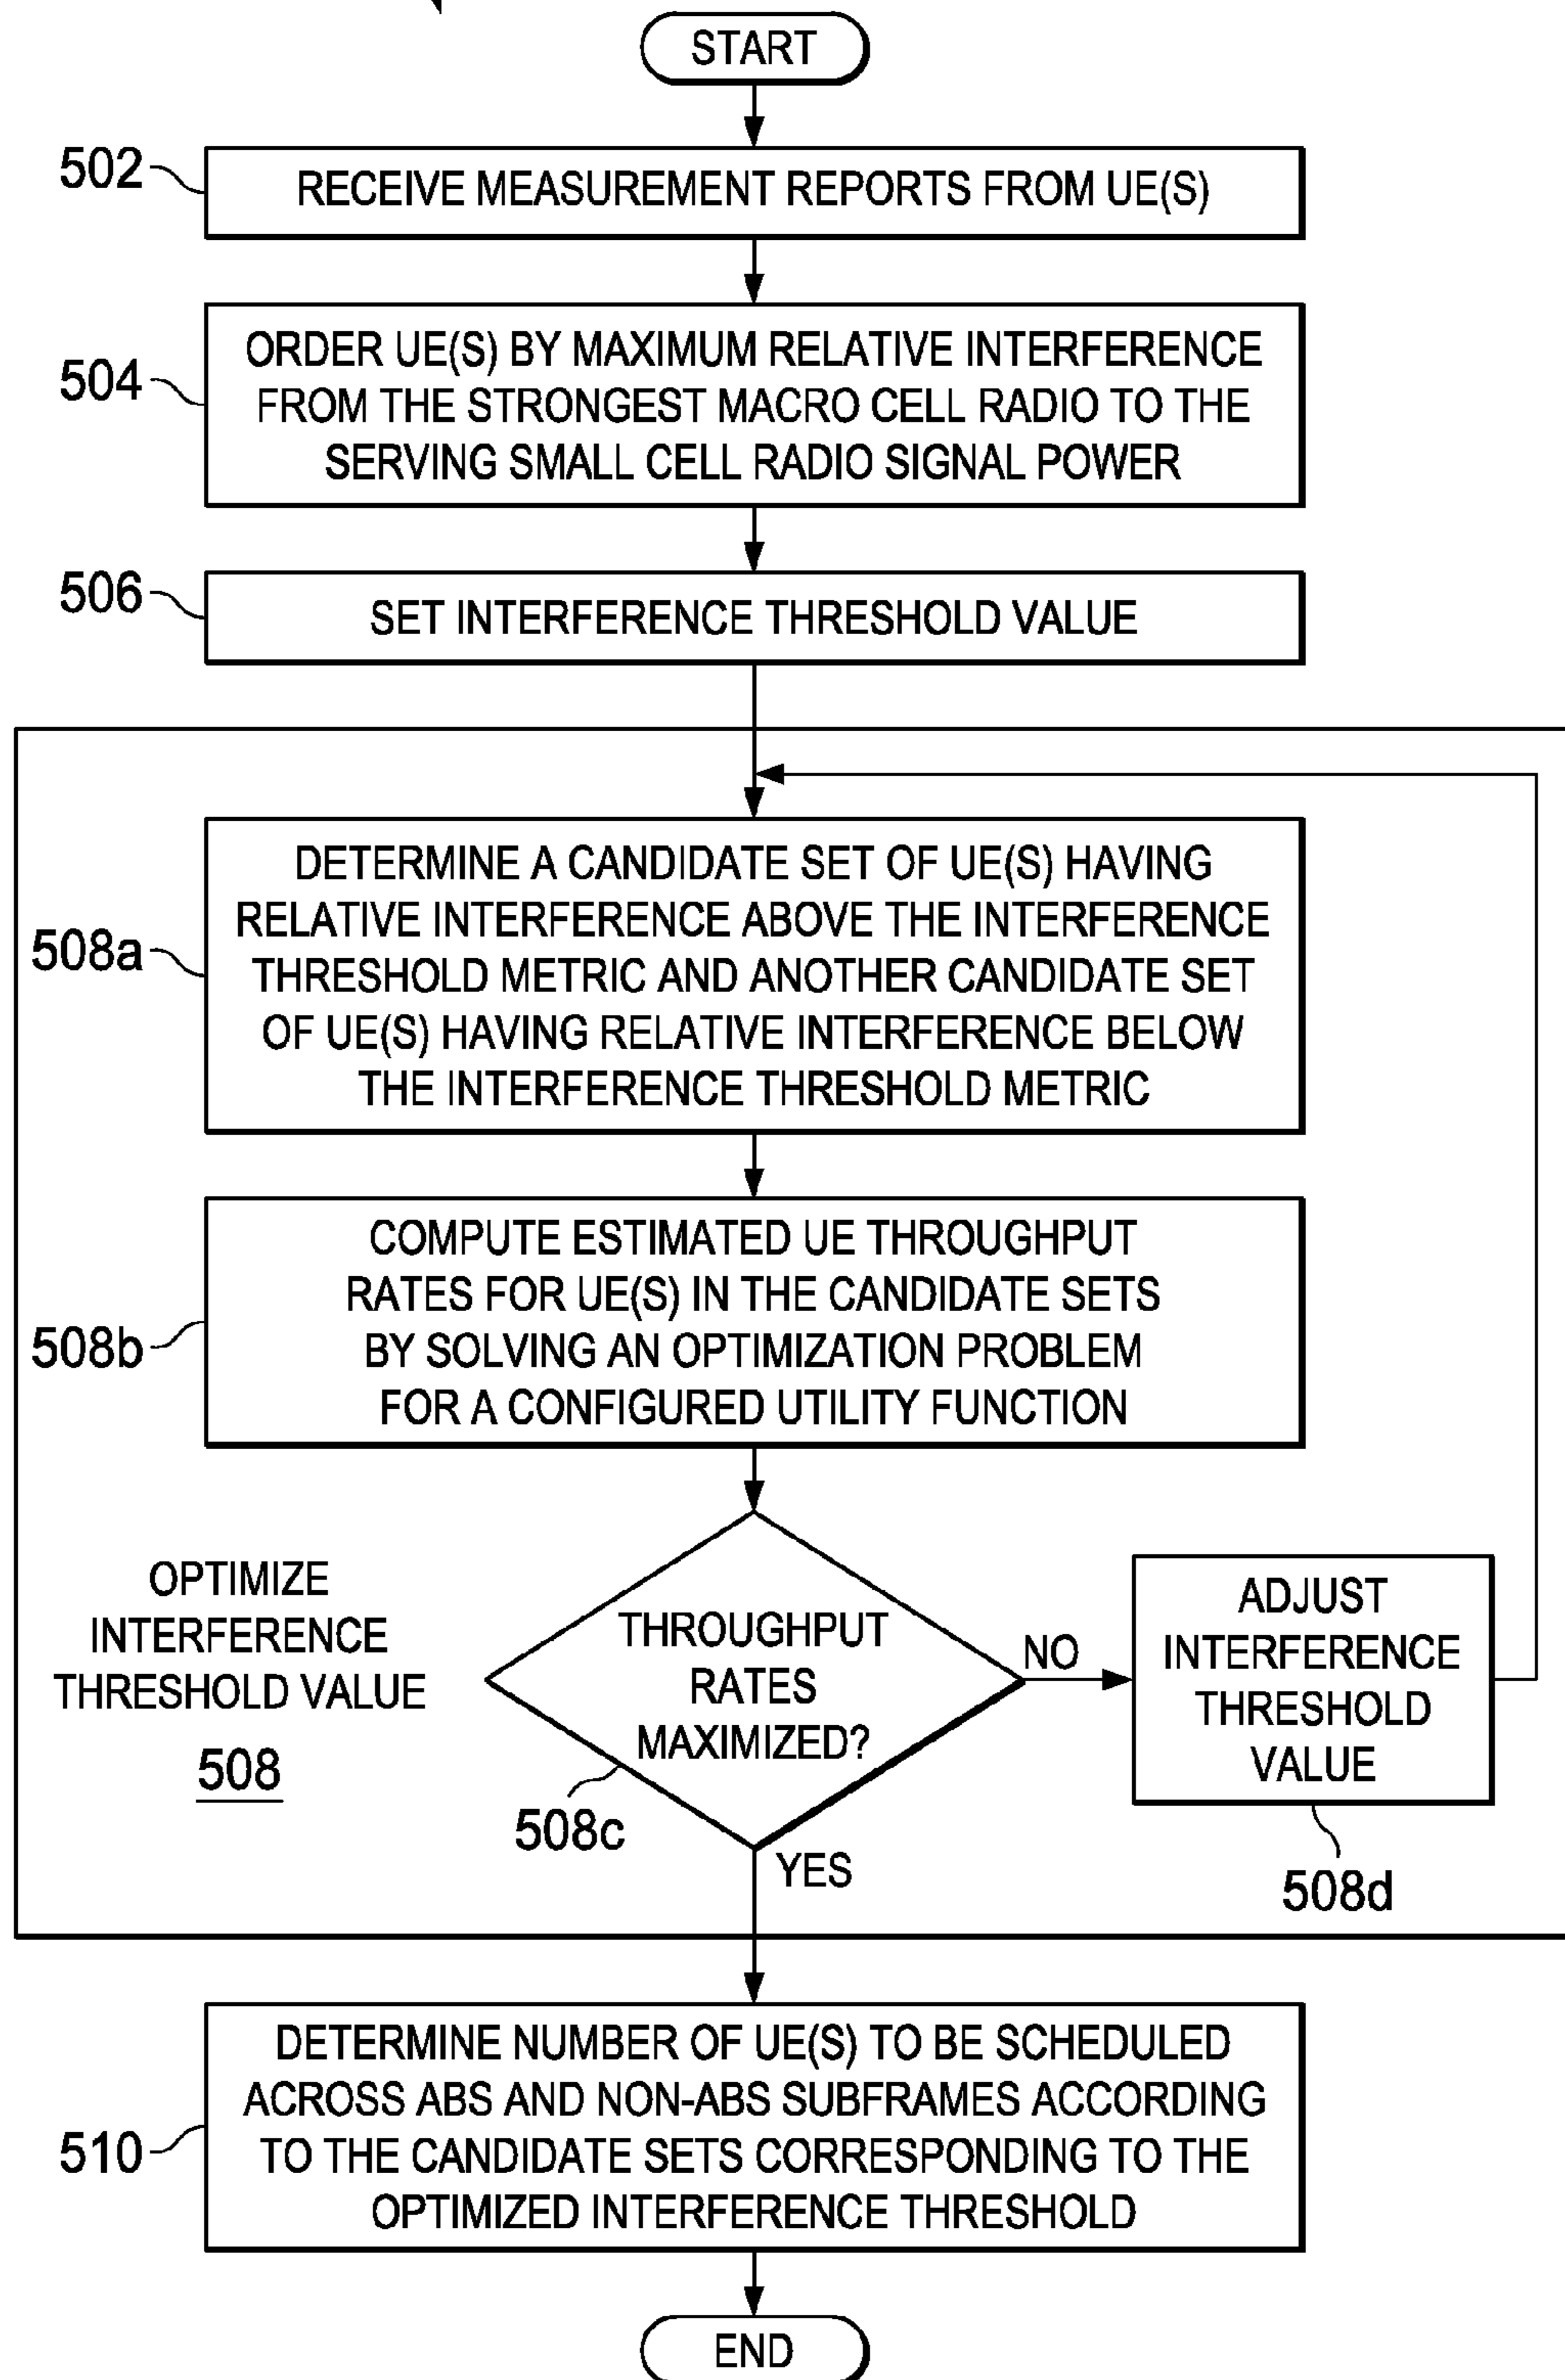 START
502
RECEIVE MEASUREMENT REPORTS FROM UE(S)
504
ORDER UE(S) BY MAXIMUM RELATIVE INTERFERENCE
FROM THE STRONGEST MACRO CELL RADIO TO THE
SERVING SMALL CELL RADIO SIGNAL POWER
506
SET INTERFERENCE THRESHOLD VALUE
508a
DETERMINE A CANDIDATE SET OF UE(S) HAVING
RELATIVE INTERFERENCE ABOVE THE INTERFERENCE
THRESHOLD METRIC AND ANOTHER CANDIDATE SET
OF UE(S) HAVING RELATIVE INTERFERENCE BELOW
THE INTERFERENCE THRESHOLD METRIC
508b
COMPUTE ESTIMATED UE THROUGHPUT
RATES FOR UE(S) IN THE CANDIDATE SETS
BY SOLVING AN OPTIMIZATION PROBLEM
FOR A CONFIGURED UTILITY FUNCTION
OPTIMIZE
INTERFERENCE
THRESHOLD VALUE
508
THROUGHPUT
RATES
MAXIMIZED?
508c
NO
YES
ADJUST
INTERFERENCE
THRESHOLD
VALUE
508d
510
DETERMINE NUMBER OF UE(S) TO BE SCHEDULED
ACROSS ABS AND NON-ABS SUBFRAMES ACCORDING
TO THE CANDIDATE SETS CORRESPONDING TO THE
OPTIMIZED INTERFERENCE THRESHOLD
END